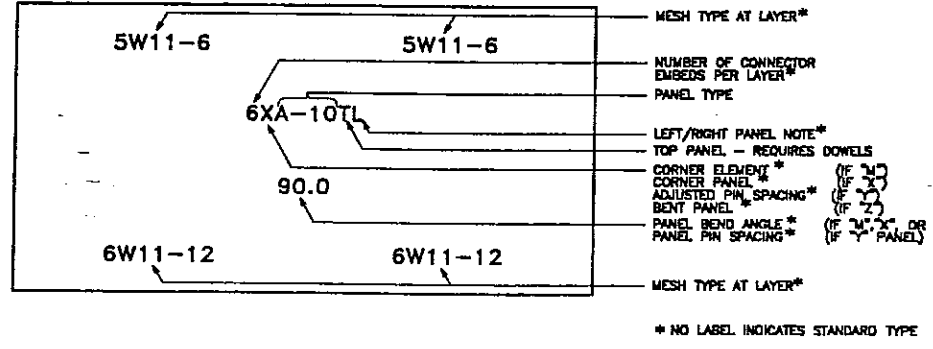 MESH TYPE AT LAYER*
5W11-6 5W11-6
NUMBER OF CONNECTOR
EMBEDS PER LAYER*
PANEL TYPE
6XA-10TL
LEFT/RIGHT PANEL NOTE*
TOP PANEL - REQUIRES DOWELS
CORNER ELEMENT * (IF "M")
CORNER PANEL * (IF "X")
ADJUSTED PIN SPACING* (IF "Y")
BENT PANEL * (IF "Z")
90.0
PANEL BEND ANGLE * (IF "M","X", OR
PANEL PIN SPACING* (IF "Y" PANEL)
6W11-12 6W11-12
MESH TYPE AT LAYER*
* NO LABEL INDICATES STANDARD TYPE